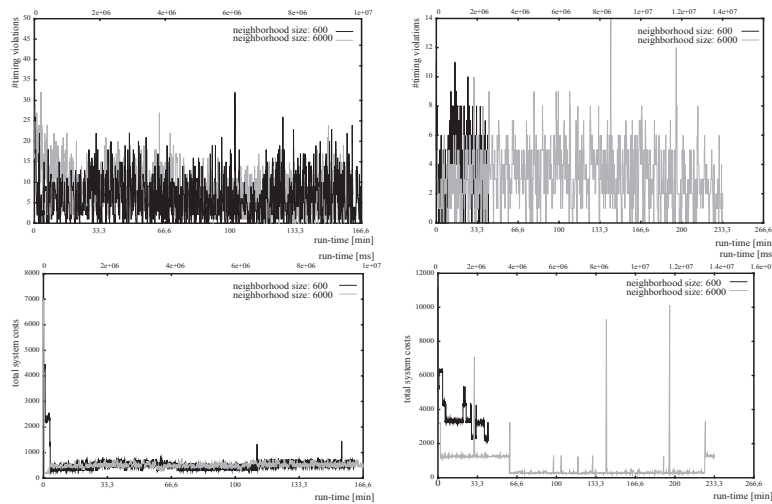 0 2e+06 4e+06 6e+06 8e+06 1e+07
50
45
40
35
30
25
20
15
10
5
0
#timing violations
neighborhood size: 600
neighborhood size: 6000
0 33,3 66,6 100 133,3 166,6
run-time [min]
run-time [ms]
0 2e+06 4e+06 6e+06 8e+06 1e+07 1.2e+07 1.4e+07
14
12
10
8
6
4
2
0
#timing violations
neighborhood size: 600
neighborhood size: 6000
0 33,3 66,6 100 133,3 166,6 200 233,3 266,6
run-time [min]
run-time [ms]
0 2e+06 4e+06 6e+06 8e+06 1e+07
8000
7000
6000
5000
4000
3000
2000
1000
0
total system costs
neighborhood size: 600
neighborhood size: 6000
0 33,3 66,6 100 133,3 166,6
run-time [min]
0 2e+06 4e+06 6e+06 8e+06 1e+07 1.2e+07 1.4e+07 1.6e+0
12000
10000
8000
6000
4000
2000
0
total system costs
neighborhood size: 600
neighborhood size: 6000
0 33,3 66,6 100 133,3 166,6 200 233,3 266,6
run-time [min]